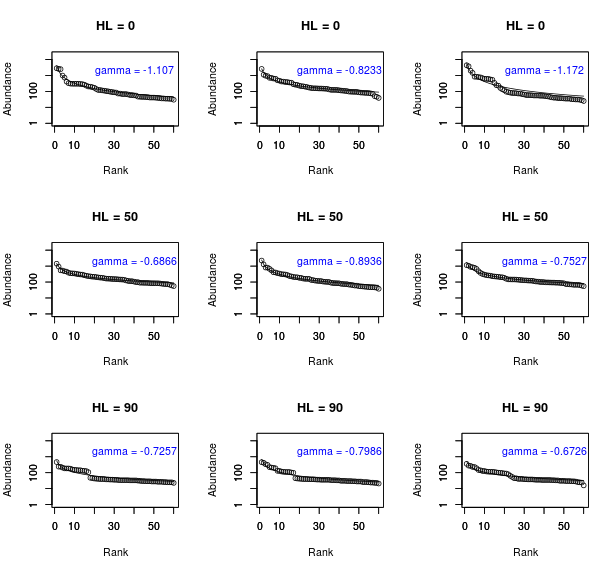 HL = 0
HL = 0
HL = 0
gamma = -1.107
gamma = -0.8233
gamma = -1.172
Abundance
Abundance
Abundance
100
100
100
1
1
1
0 10 30 50
0 10 30 50
0 10 30 50
Rank
Rank
Rank
HL = 50
HL = 50
HL = 50
gamma = -0.6866
gamma = -0.8936
gamma = -0.7527
Abundance
Abundance
Abundance
100
100
100
1
1
1
0 10 30 50
0 10 30 50
0 10 30 50
Rank
Rank
Rank
HL = 90
HL = 90
HL = 90
gamma = -0.7257
gamma = -0.7986
gamma = -0.6726
Abundance
Abundance
Abundance
100
100
100
1
1
1
0 10 30 50
0 10 30 50
0 10 30 50
Rank
Rank
Rank